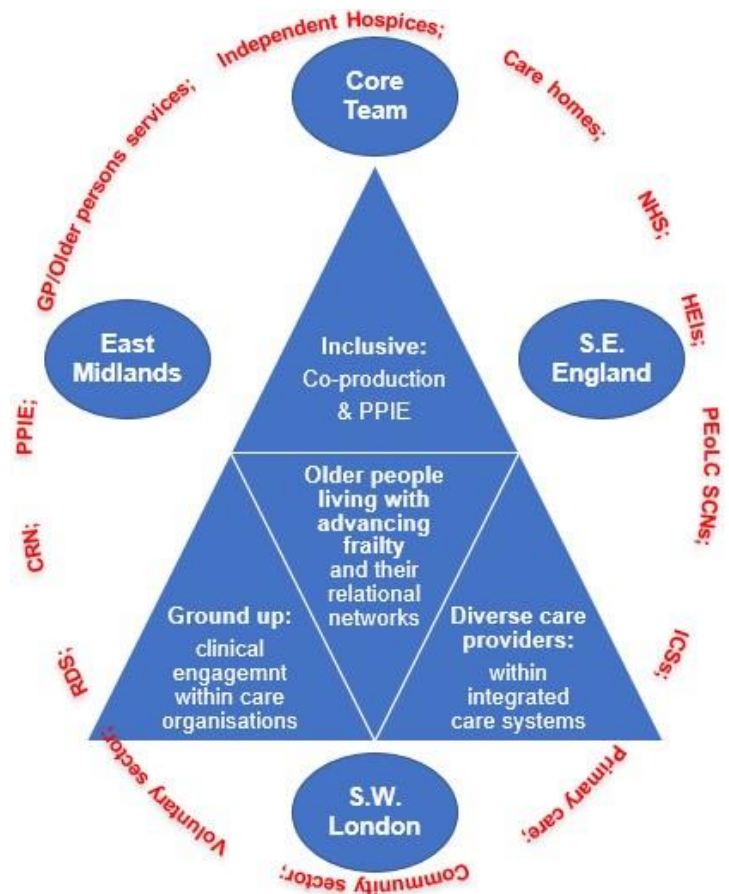 Independent Hospices;
Care homes;
NHS;
HEIs;
PEoLC SCNs;
ICSs;
Primary care;
Community sector;
Voluntary sector;
RDS;
CRN;
PPIE;
GP/Older persons services;
Core
Team
East
Midlands
S.E.
England
Inclusive:
Co-production
& PPIE
Older people
living with
advancing
frailty
and their
relational
networks
Ground up:
clinical
engagemnt
within care
organisations
Diverse care
providers:
within
integrated
care systems
S.W.
London